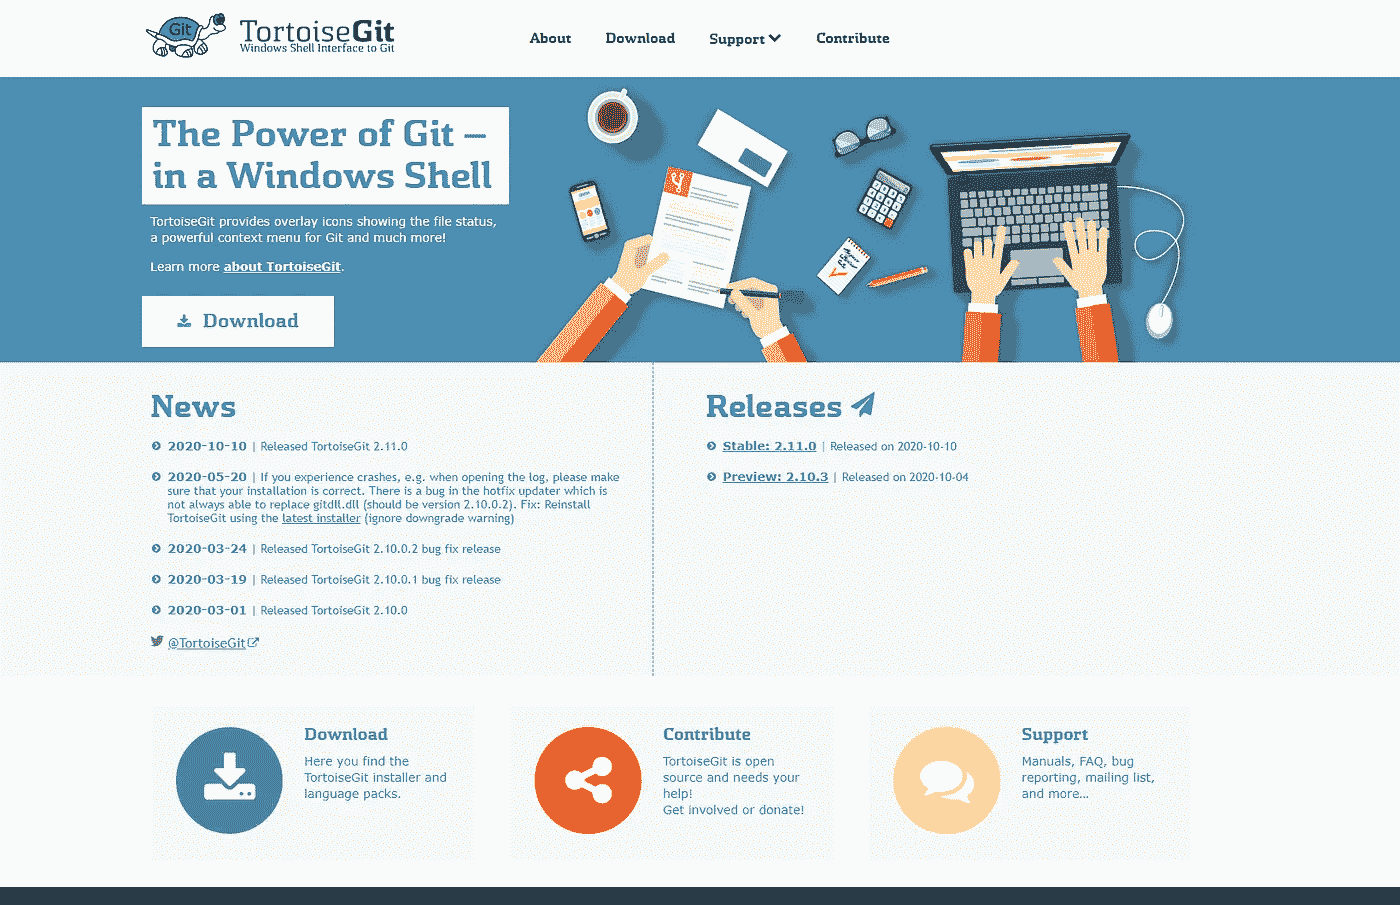 Git
TortoiseGit
Windows Shell Interface to Git
About
Download
Support
Contribute
The Power of Git –
in a Windows Shell
TortoiseGit provides overlay icons showing the file status,
a powerful context menu for Git and much more!
Learn more about TortoiseGit.
Download
News
2020-10-10 | Released TortoiseGit 2.11.0
2020-05-20 | If you experience crashes, e.g. when opening the log, please make
sure that your installation is correct. There is a bug in the hotfix updater which is
not always able to replace gitdll.dll (should be version 2.10.0.2). Fix: Reinstall
TortoiseGit using the latest installer (ignore downgrade warning)
2020-03-24 | Released TortoiseGit 2.10.0.2 bug fix release
2020-03-19 | Released TortoiseGit 2.10.0.1 bug fix release
2020-03-01 | Released TortoiseGit 2.10.0
@TortoiseGit
Releases
Stable: 2.11.0 | Released on 2020-10-10
Preview: 2.10.3 | Released on 2020-10-04
Download
Here you find the
TortoiseGit installer and
language packs.
Contribute
TortoiseGit is open
source and needs your
help!
Get involved or donate!
Support
Manuals, FAQ, bug
reporting, mailing list,
and more...